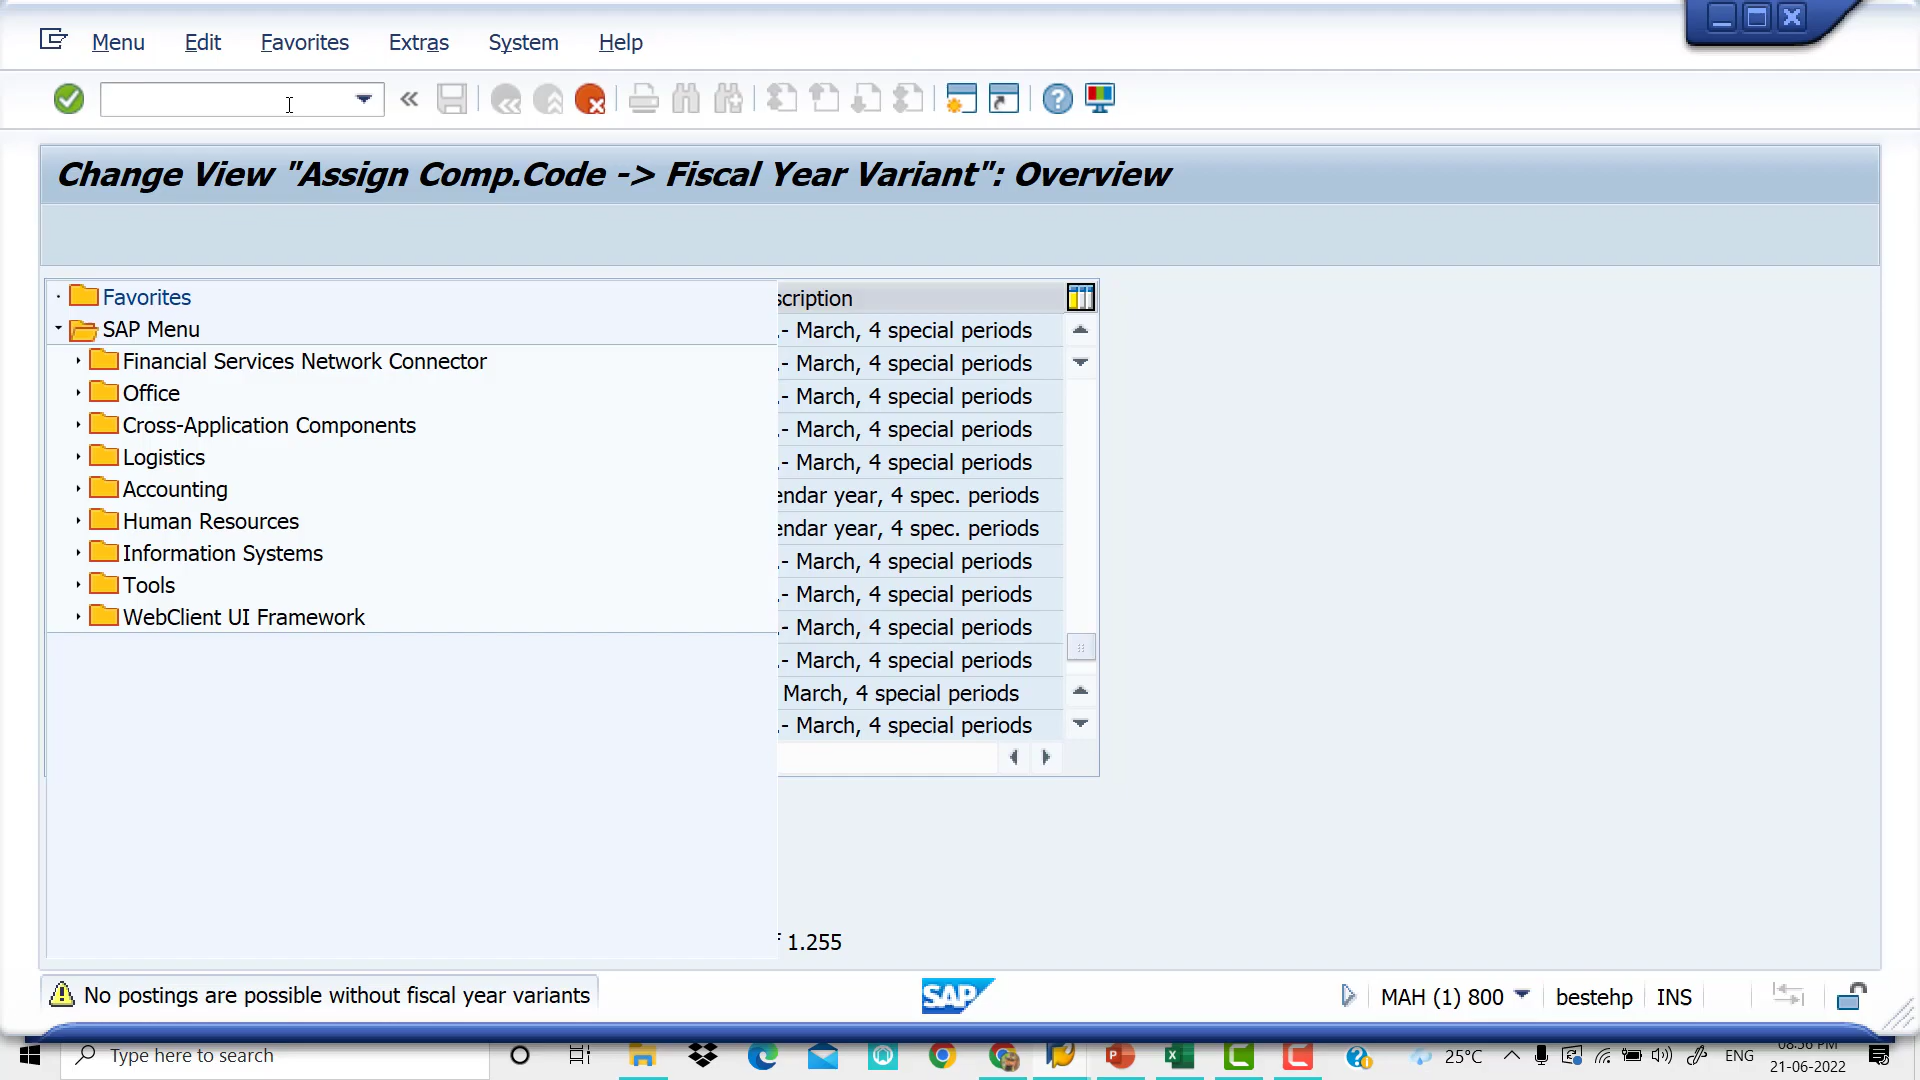 Menu Edit Favorites Extras System Help
Change View "Assign Comp.Code -> Fiscal Year Variant": Overview
Favorites
SAP Menu
Financial Services Network Connector
Office
Cross-Application Components
Logistics
Accounting
Human Resources
Information Systems
Tools
WebClient UI Framework
scription
.- March, 4 special periods
.- March, 4 special periods
.- March, 4 special periods
.- March, 4 special periods
.- March, 4 special periods
endar year, 4 spec. periods
endar year, 4 spec. periods
.- March, 4 special periods
.- March, 4 special periods
.- March, 4 special periods
.- March, 4 special periods
March, 4 special periods
.- March, 4 special periods
f 1.255
No postings are possible without fiscal year variants
SAP
MAH (1) 800 bestehp INS
Type here to search
25°C
ENG
08:56 PM
21-06-2022